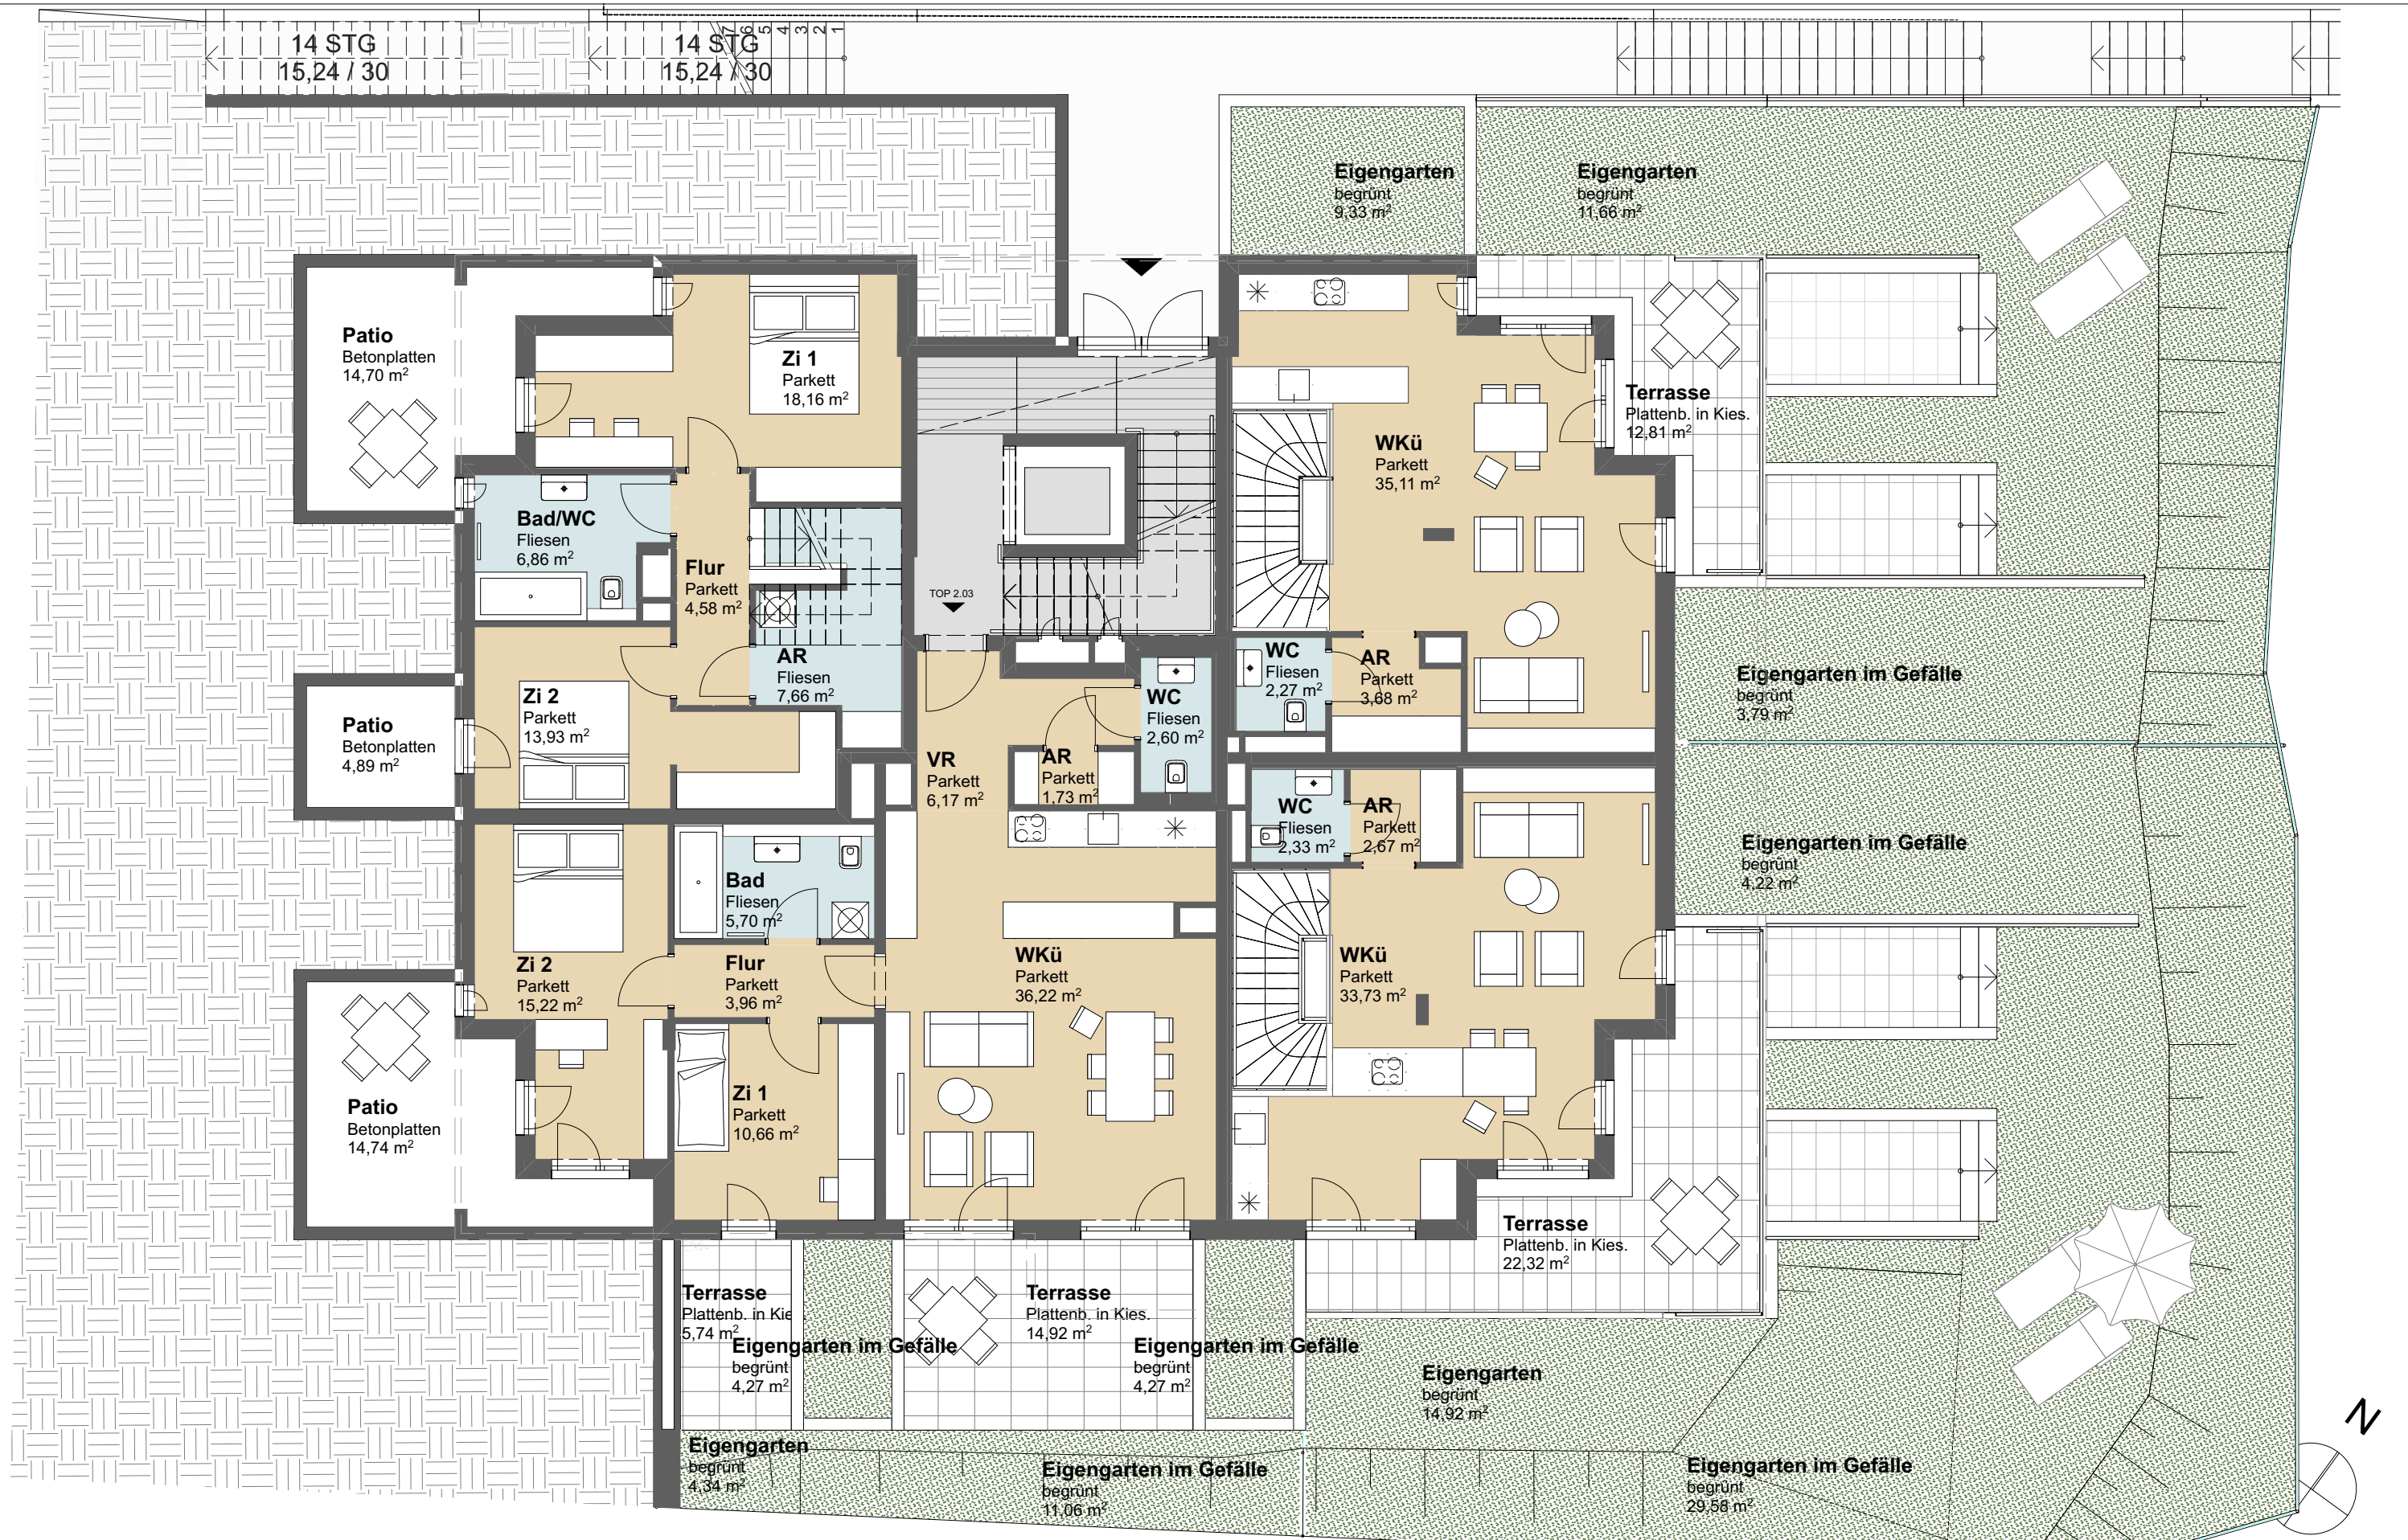 14 STG
15,24 / 30
14 STG
15,24 / 30
7
6
5
4
3
2
1
Eigengarten
begrünt
9,33 m²
Eigengarten
begrünt
11,66 m²
Patio
Betonplatten
14,70 m²
Zi 1
Parkett
18,16 m²
Terrasse
Plattenb. in Kies.
12,81 m²
WKü
Parkett
35,11 m²
Bad/WC
Fliesen
6,86 m²
Flur
Parkett
4,58 m²
TOP 2.03
AR
Fliesen
7,66 m²
WC
Fliesen
2,27 m²
AR
Parkett
3,68 m²
Eigengarten im Gefälle
begrünt
3,79 m²
Zi 2
Parkett
13,93 m²
WC
Fliesen
2,60 m²
Patio
Betonplatten
4,89 m²
VR
Parkett
6,17 m²
AR
Parkett
1,73 m²
WC
Fliesen
2,33 m²
AR
Parkett
2,67 m²
Eigengarten im Gefälle
begrünt
4,22 m²
Bad
Fliesen
5,70 m²
Zi 2
Parkett
15,22 m²
Flur
Parkett
3,96 m²
WKü
Parkett
36,22 m²
WKü
Parkett
33,73 m²
Patio
Betonplatten
14,74 m²
Zi 1
Parkett
10,66 m²
Terrasse
Plattenb. in Kies.
22,32 m²
Terrasse
Plattenb. in Kie
5,74 m²
Terrasse
Plattenb. in Kies.
14,92 m²
Eigengarten im Gefälle
begrünt
4,27 m²
Eigengarten im Gefälle
begrünt
4,27 m²
Eigengarten
begrünt
14,92 m²
Eigengarten
begrünt
4,34 m²
Eigengarten im Gefälle
begrünt
11,06 m²
Eigengarten im Gefälle
begrünt
29,58 m²
N